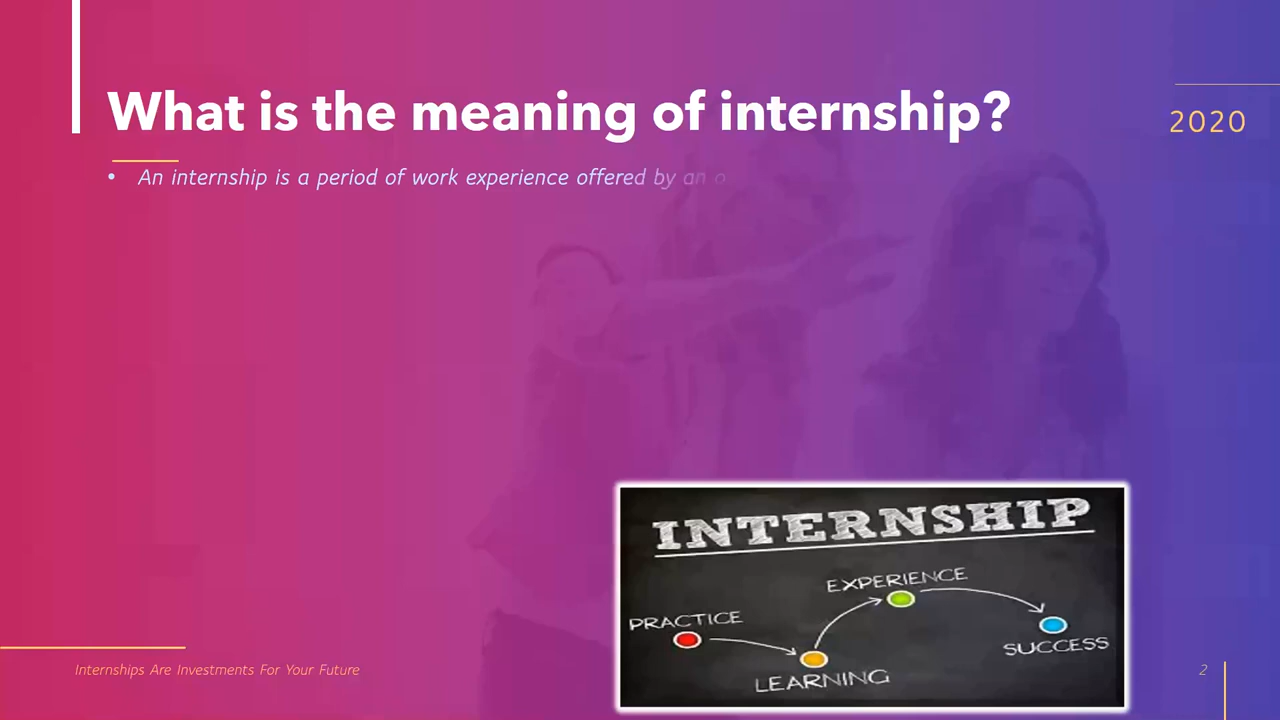 What is the meaning of internship?
2020
• An internship is a period of work experience offered by an o
INTERNSHIP
EXPERIENCE
PRACTICE
SUCCESS
LEARNING
Internships Are Investments For Your Future
2